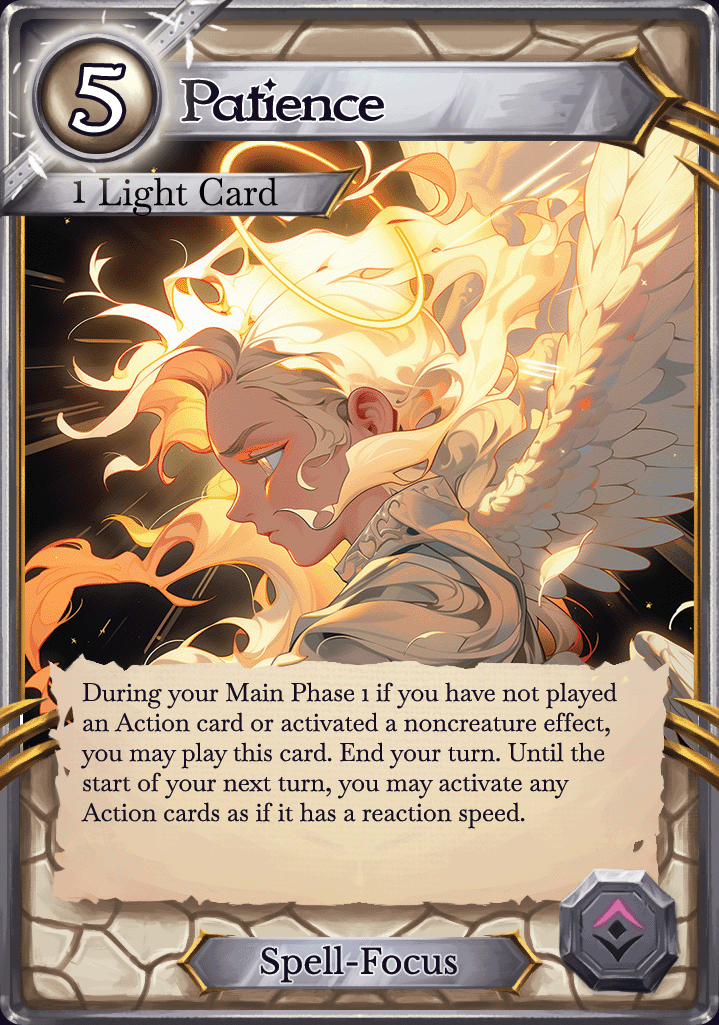 5
Patience
1 Light Card
During your Main Phase 1 if you have not played
an Action card or activated a noncreature effect,
you may play this card. End your turn. Until the
start of your next turn, you may activate any
Action cards as if it has a reaction speed.
Spell-Focus